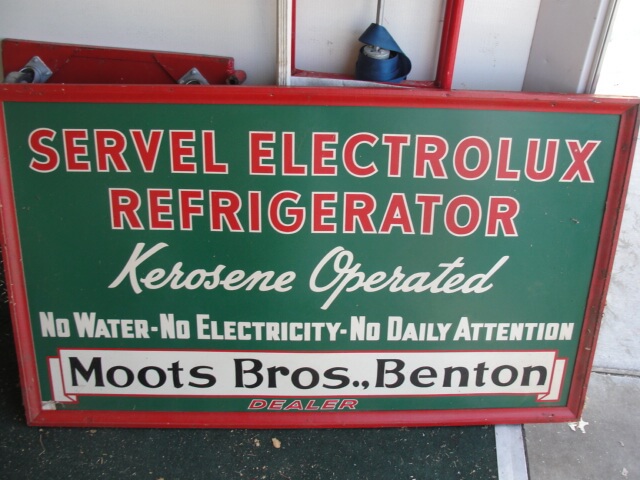 SERVEL ELECTROLUX
REFRIGERATOR
Kerosene Operated
NO WATER-NO ELECTRICITY-NO DAILY ATTENTION
Moots Bros., Benton
DEALER